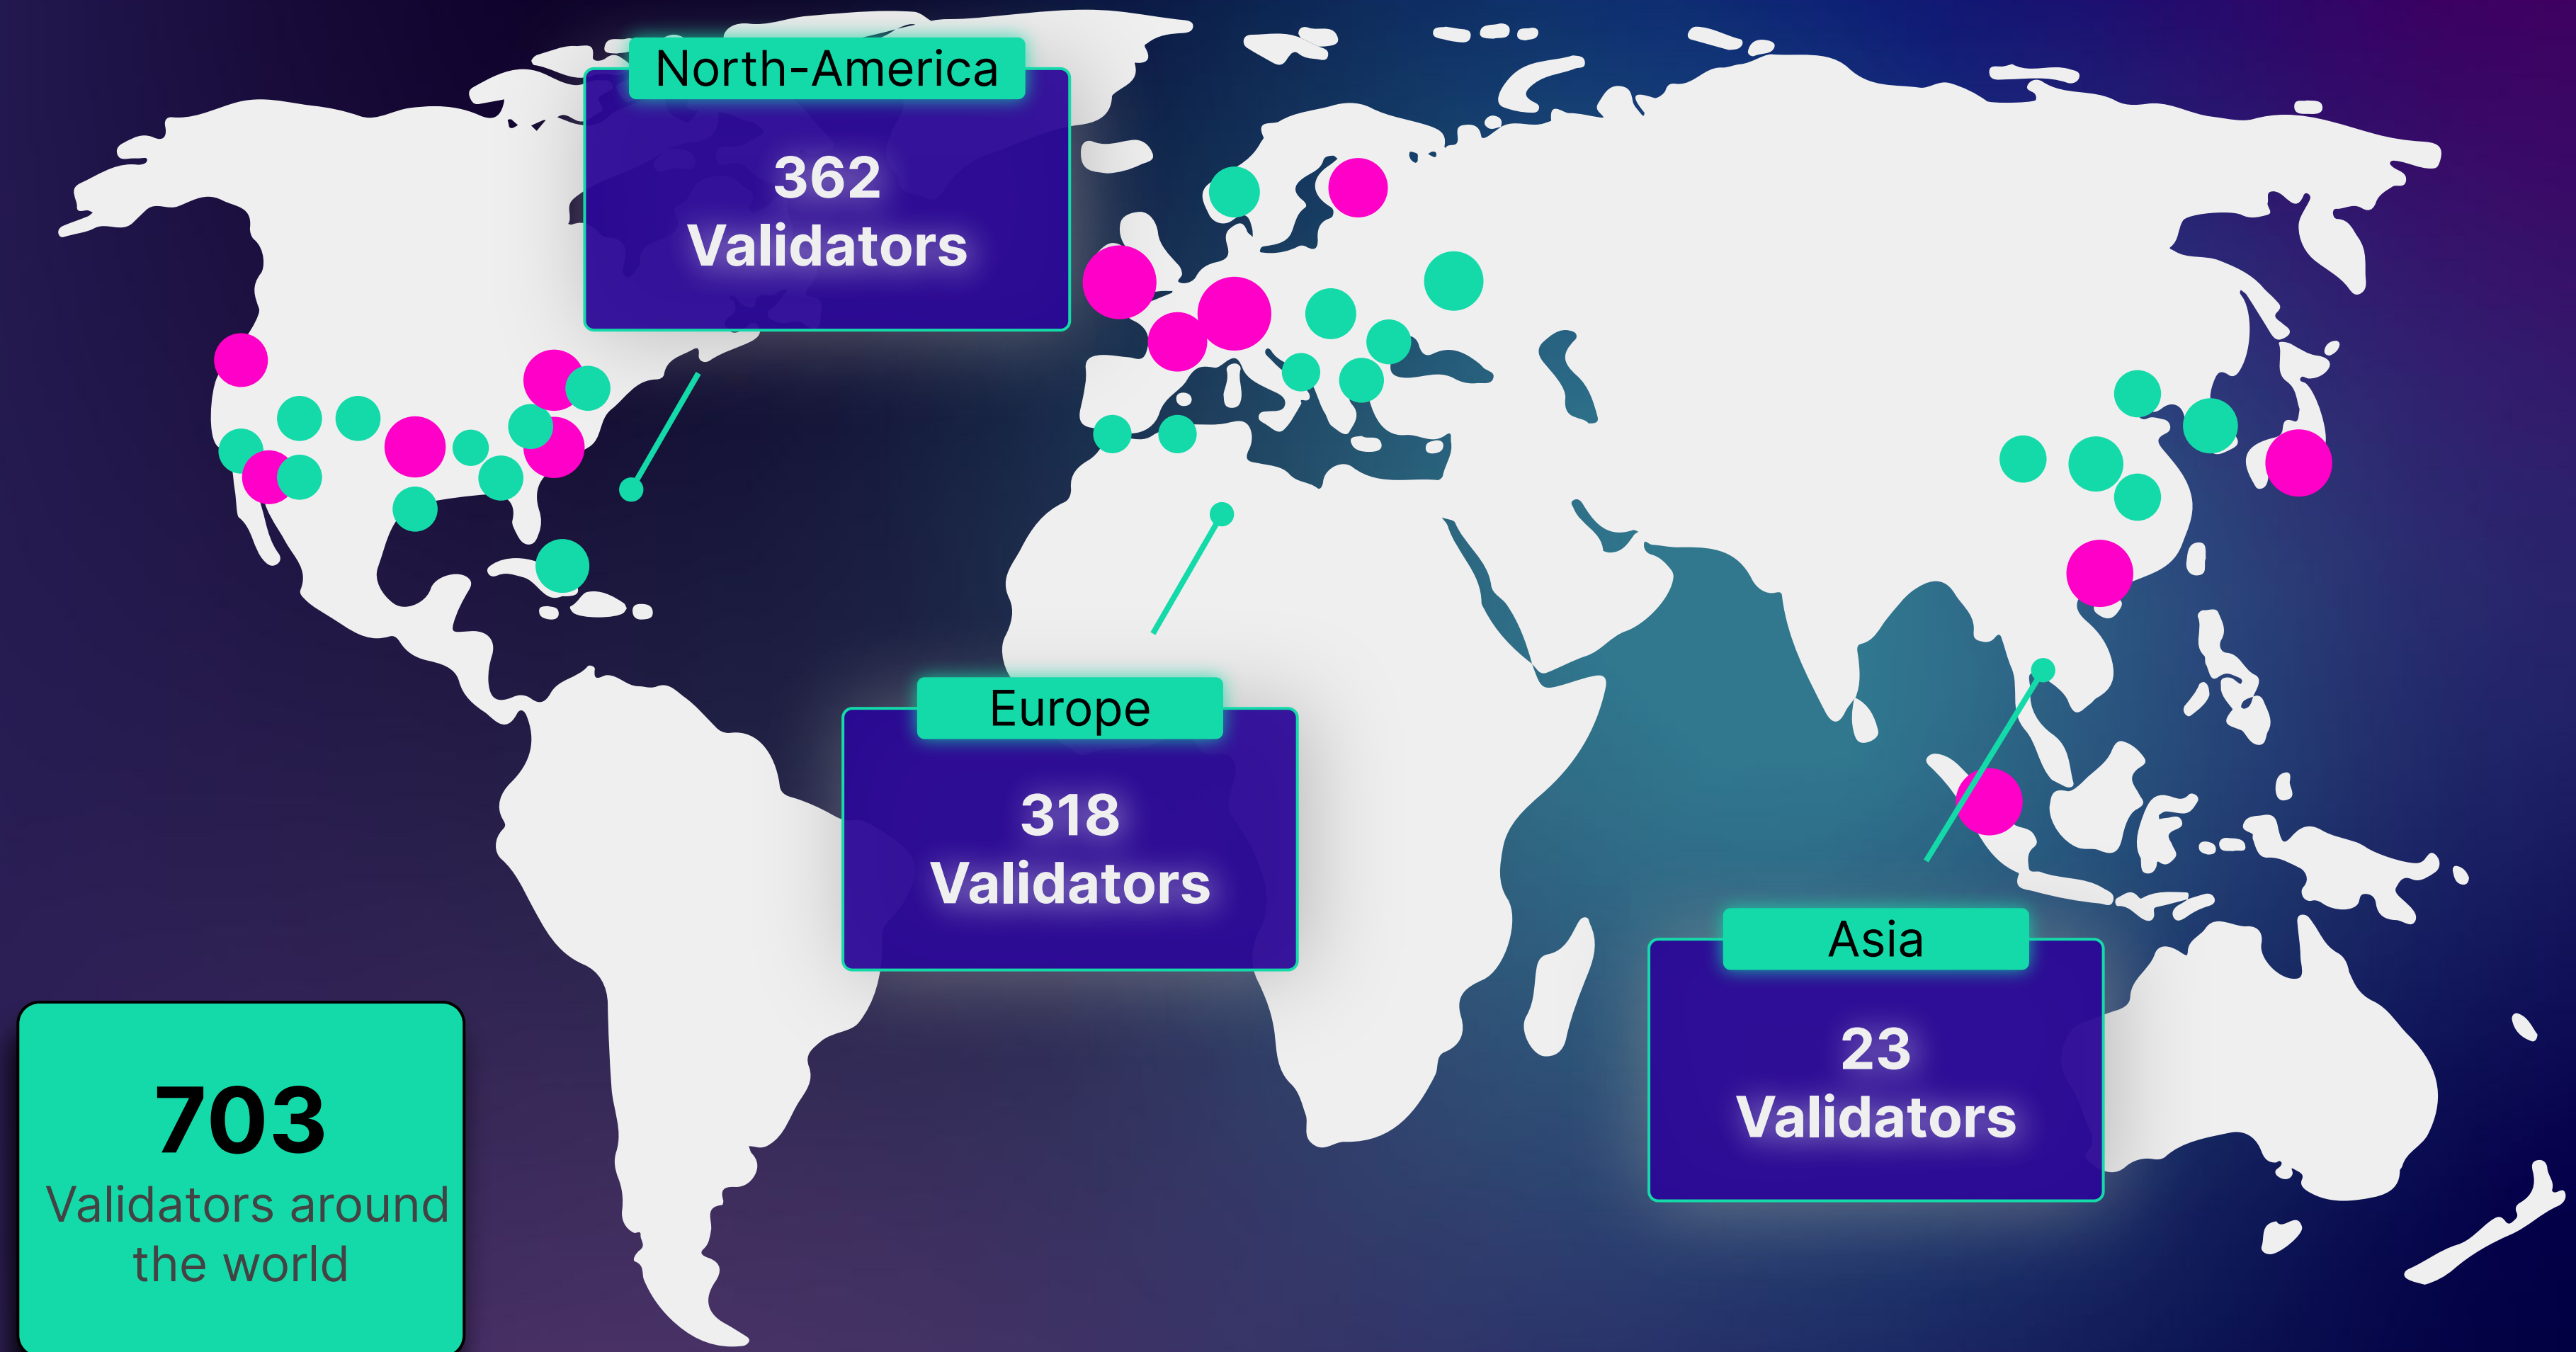 North-America
362
Validators
Europe
318
Validators
Asia
23
Validators
703
Validators around
the world